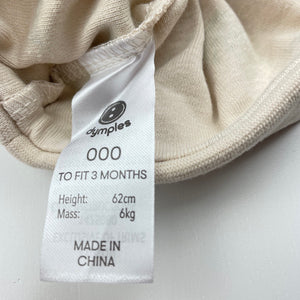 dymples
000
TO FIT 3 MONTHS
Height: 62cm
Mass: 6kg
MADE IN
CHINA